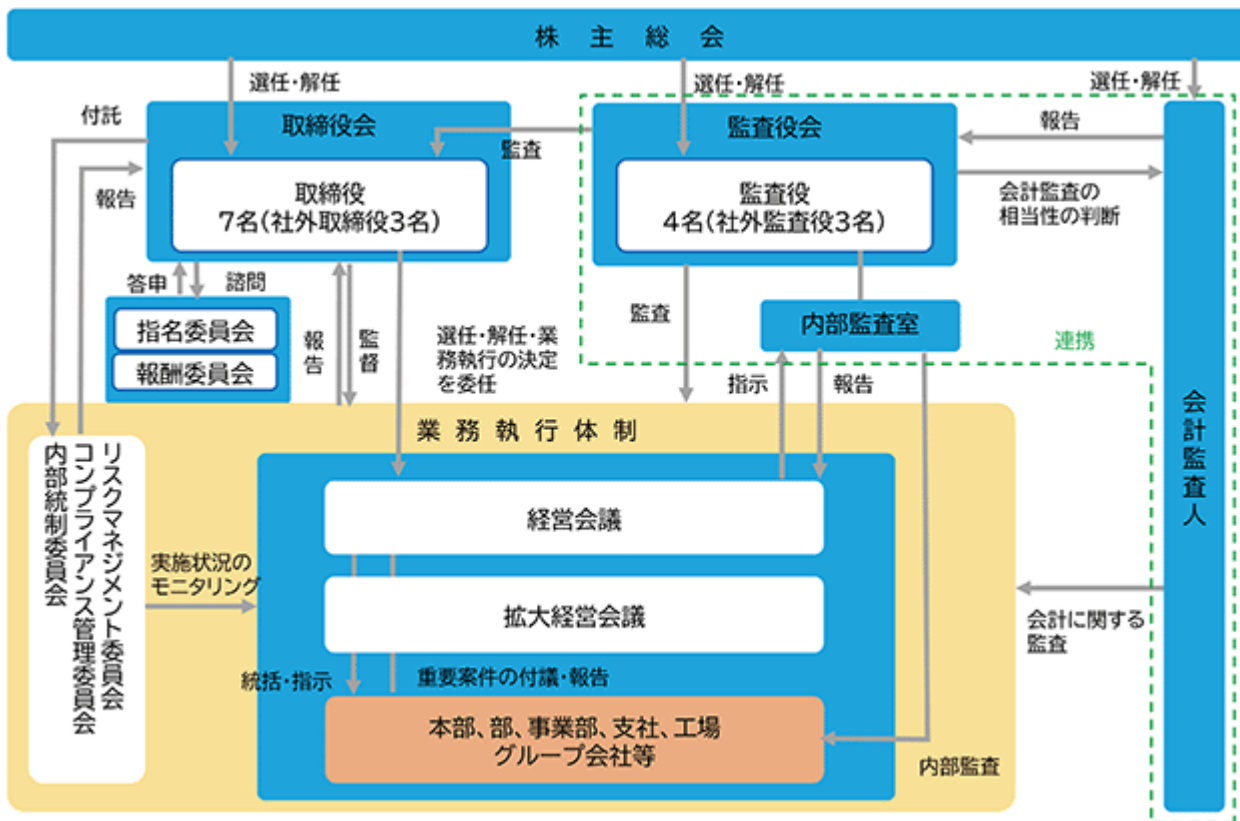 株主総会
選任・解任
選任・解任
選任・解任
付託
取締役会
監査
監査役会
報告
報告
取締役
7名(社外取締役3名)
監査役
4名(社外監査役3名)
会計監査の
相当性の判断
答申
諮問
指名委員会
報酬委員会
報告
監督
選任・解任・業
務執行の決定
を委任
監査
内部監査室
連携
指示
報告
会計監査人
業務執行体制
リスクマネジメント委員会
コンプライアンス管理委員会
内部統制委員会
経営会議
実施状況の
モニタリング
拡大経営会議
会計に関する
監査
統括・指示
重要案件の付議・報告
本部、部、事業部、支社、工場
グループ会社等
内部監査